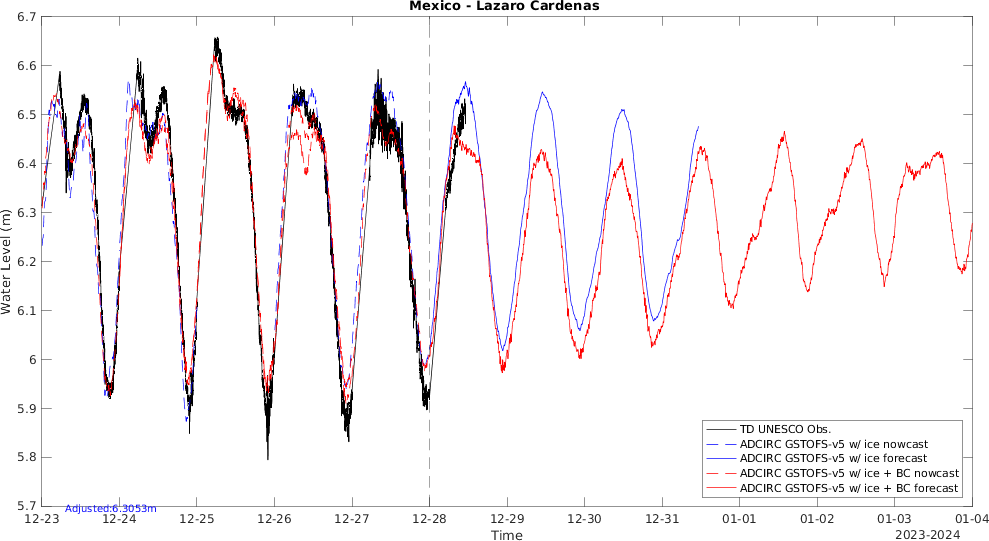 Mexico - Lazaro Cardenas
6.7
6.6
6.5
6.4
6.3
6.2
6.1
6
5.9
5.8
5.7
Water Level (m)
TD UNESCO Obs.
ADCIRC GSTOFS-v5 w/ ice nowcast
ADCIRC GSTOFS-v5 w/ ice forecast
ADCIRC GSTOFS-v5 w/ ice + BC nowcast
ADCIRC GSTOFS-v5 w/ ice + BC forecast
Adjusted:6.3053m
12-23 12-24 12-25 12-26 12-27 12-28 12-29 12-30 12-31 01-01 01-02 01-03 01-04
Time
2023-2024